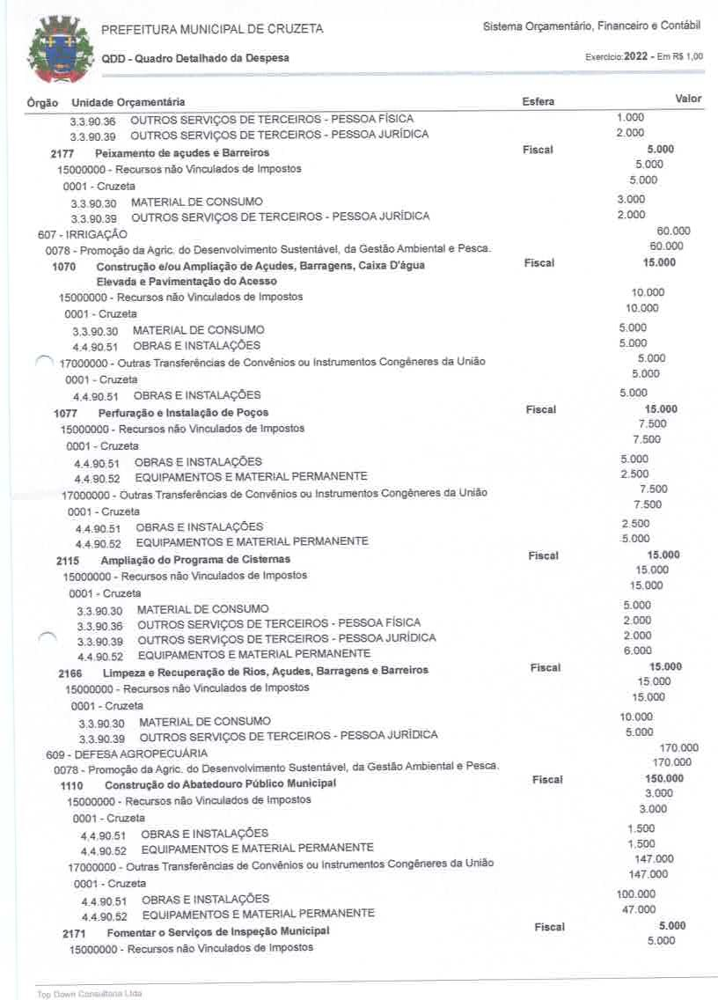 PREFEITURA MUNICIPAL DE CRUZETA Sistema Orçamentário, Financeiro e Contábil
QDD - Quadro Detalhado da Despesa Exercício:2022 - Em R$ 1,00
Órgão Unidade Orçamentária Esfera Valor
3.3.90.36 OUTROS SERVIÇOS DE TERCEIROS - PESSOA FÍSICA 1.000
3.3.90.39 OUTROS SERVIÇOS DE TERCEIROS - PESSOA JURÍDICA 2.000
2177 Peixamento de açudes e Barreiros Fiscal 5.000
15000000 - Recursos não Vinculados de Impostos 5.000
0001 - Cruzeta 5.000
3.3.90.30 MATERIAL DE CONSUMO 3.000
3.3.90.39 OUTROS SERVIÇOS DE TERCEIROS - PESSOA JURÍDICA 2.000
607 - IRRIGAÇÃO 60.000
0078 - Promoção da Agric. do Desenvolvimento Sustentável, da Gestão Ambiental e Pesca. 60.000
1070 Construção e/ou Ampliação de Açudes, Barragens, Caixa D'água Fiscal 15.000
Elevada e Pavimentação do Acesso
15000000 - Recursos não Vinculados de Impostos 10.000
0001 - Cruzeta 10.000
3.3.90.30 MATERIAL DE CONSUMO 5.000
4.4.90.51 OBRAS E INSTALAÇÕES 5.000
17000000 - Outras Transferências de Convênios ou Instrumentos Congêneres da União 5.000
0001 - Cruzeta 5.000
4.4.90.51 OBRAS E INSTALAÇÕES 5.000
1077 Perfuração e Instalação de Poços Fiscal 15.000
15000000 - Recursos não Vinculados de Impostos 7.500
0001 - Cruzeta 7.500
4.4.90.51 OBRAS E INSTALAÇÕES 5.000
4.4.90.52 EQUIPAMENTOS E MATERIAL PERMANENTE 2.500
17000000 - Outras Transferências de Convênios ou Instrumentos Congêneres da União 7.500
0001 - Cruzeta 7.500
4.4.90.51 OBRAS E INSTALAÇÕES 2.500
4.4.90.52 EQUIPAMENTOS E MATERIAL PERMANENTE 5.000
2115 Ampliação do Programa de Cisternas Fiscal 15.000
15000000 - Recursos não Vinculados de Impostos 15.000
0001 - Cruzeta 15.000
3.3.90.30 MATERIAL DE CONSUMO 5.000
3.3.90.36 OUTROS SERVIÇOS DE TERCEIROS - PESSOA FÍSICA 2.000
3.3.90.39 OUTROS SERVIÇOS DE TERCEIROS - PESSOA JURÍDICA 2.000
4.4.90.52 EQUIPAMENTOS E MATERIAL PERMANENTE 6.000
2166 Limpeza e Recuperação de Rios, Açudes, Barragens e Barreiros Fiscal 15.000
15000000 - Recursos não Vinculados de Impostos 15.000
0001 - Cruzeta 15.000
3.3.90.30 MATERIAL DE CONSUMO 10.000
3.3.90.39 OUTROS SERVIÇOS DE TERCEIROS - PESSOA JURÍDICA 5.000
609 - DEFESA AGROPECUÁRIA 170.000
0078 - Promoção da Agric. do Desenvolvimento Sustentável, da Gestão Ambiental e Pesca. 170.000
1110 Construção do Abatedouro Público Municipal Fiscal 150.000
15000000 - Recursos não Vinculados de Impostos 3.000
0001 - Cruzeta 3.000
4.4.90.51 OBRAS E INSTALAÇÕES 1.500
4.4.90.52 EQUIPAMENTOS E MATERIAL PERMANENTE 1.500
17000000 - Outras Transferências de Convênios ou Instrumentos Congêneres da União 147.000
0001 - Cruzeta 147.000
4.4.90.51 OBRAS E INSTALAÇÕES 100.000
4.4.90.52 EQUIPAMENTOS E MATERIAL PERMANENTE 47.000
2171 Fomentar o Serviços de Inspeção Municipal Fiscal 5.000
15000000 - Recursos não Vinculados de Impostos 5.000
Top Down Consultoria Ltda